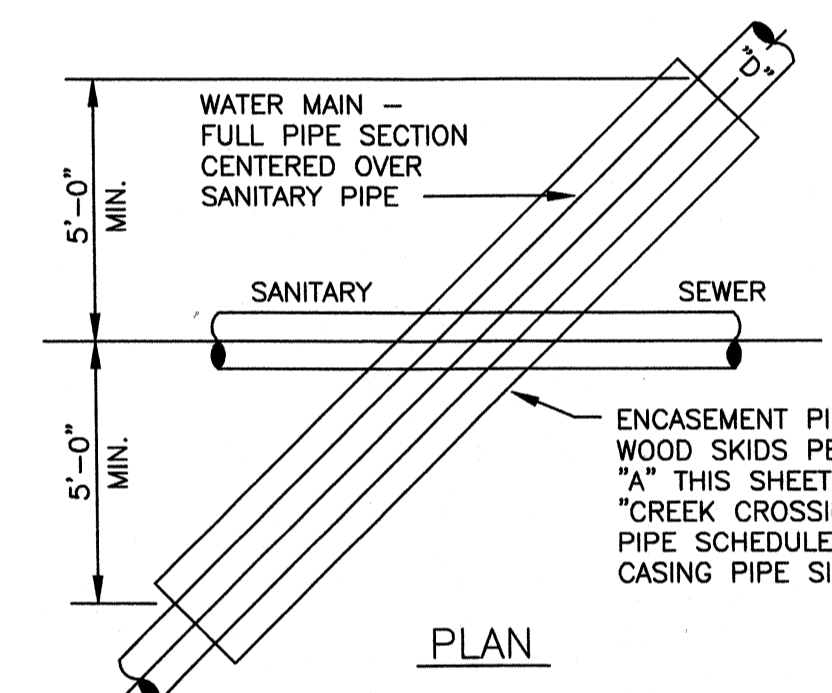 "D"
WATER MAIN –
FULL PIPE SECTION
CENTERED OVER
SANITARY PIPE
5'–0"
MIN.
SANITARY
SEWER
5'–0"
MIN.
ENCASEMENT
WOOD SKIDS
"A" THIS SHEET
"CREEK
PIPE SCHEDULE
CASING PIPE
PLAN